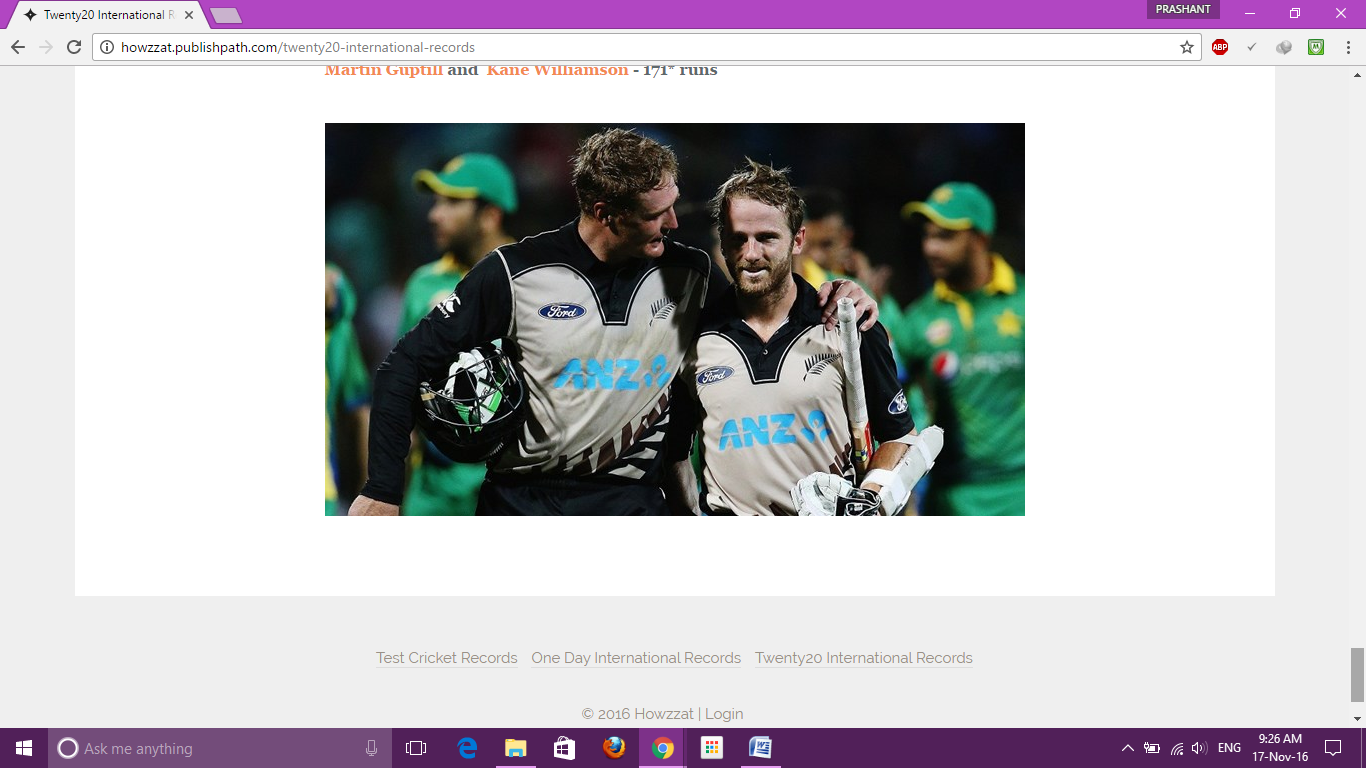 PRASHANT
Twenty20 International R
howzzat.publishpath.com/twenty20-international-records
ABP
Martin Guptill and Kane Williamson - 171* runs
Ford
ANZ
Ford
ANZ
Test Cricket Records One Day International Records Twenty20 International Records
© 2016 Howzzat | Login
Ask me anything
ENG
9:26 AM
17-Nov-16